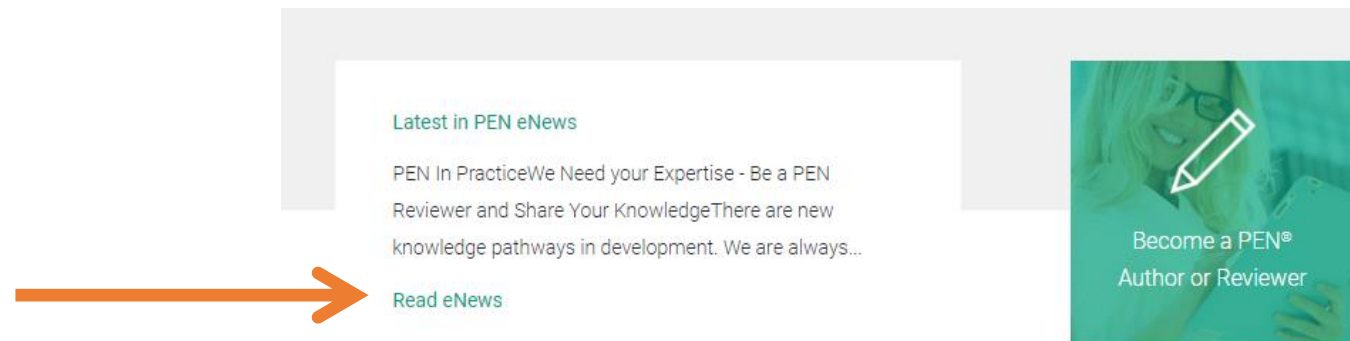 Latest in PEN eNews
PEN In PracticeWe Need your Expertise - Be a PEN
Reviewer and Share Your KnowledgeThere are new
knowledge pathways in development. We are always...
Read eNews
Become a PEN®
Author or Reviewer